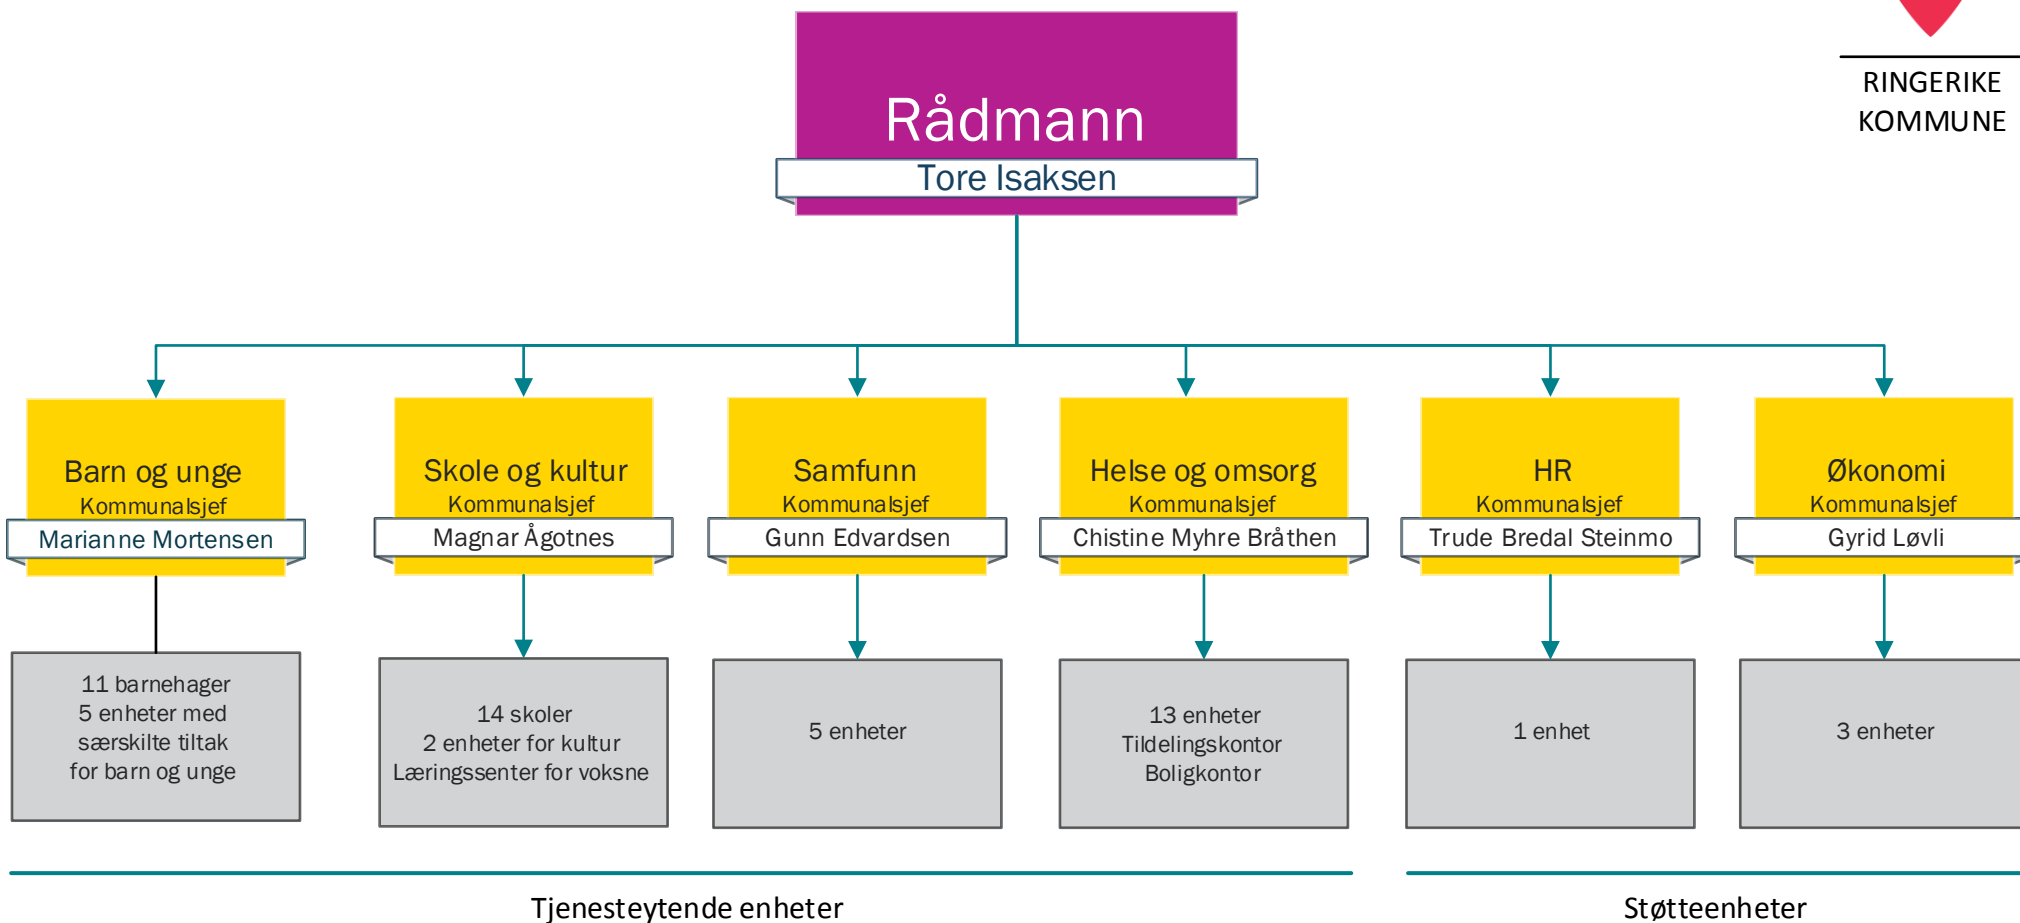 Rådmann
Tore Isaksen
RINGERIKE
KOMMUNE
Barn og unge
Kommunalsjef
Marianne Mortensen
Skole og kultur
Kommunalsjef
Magnar Ågotnes
Samfunn
Kommunalsjef
Gunn Edvardsen
Helse og omsorg
Kommunalsjef
Chistine Myhre Bråthen
HR
Kommunalsjef
Trude Bredal Steinmo
Økonomi
Kommunalsjef
Gyrid Løvli
11 barnehager
5 enheter med
særskilte tiltak
for barn og unge
14 skoler
2 enheter for kultur
Læringssenter for voksne
5 enheter
13 enheter
Tildelingskontor
Boligkontor
1 enhet
3 enheter
Tjenesteytende enheter
Støtteenheter